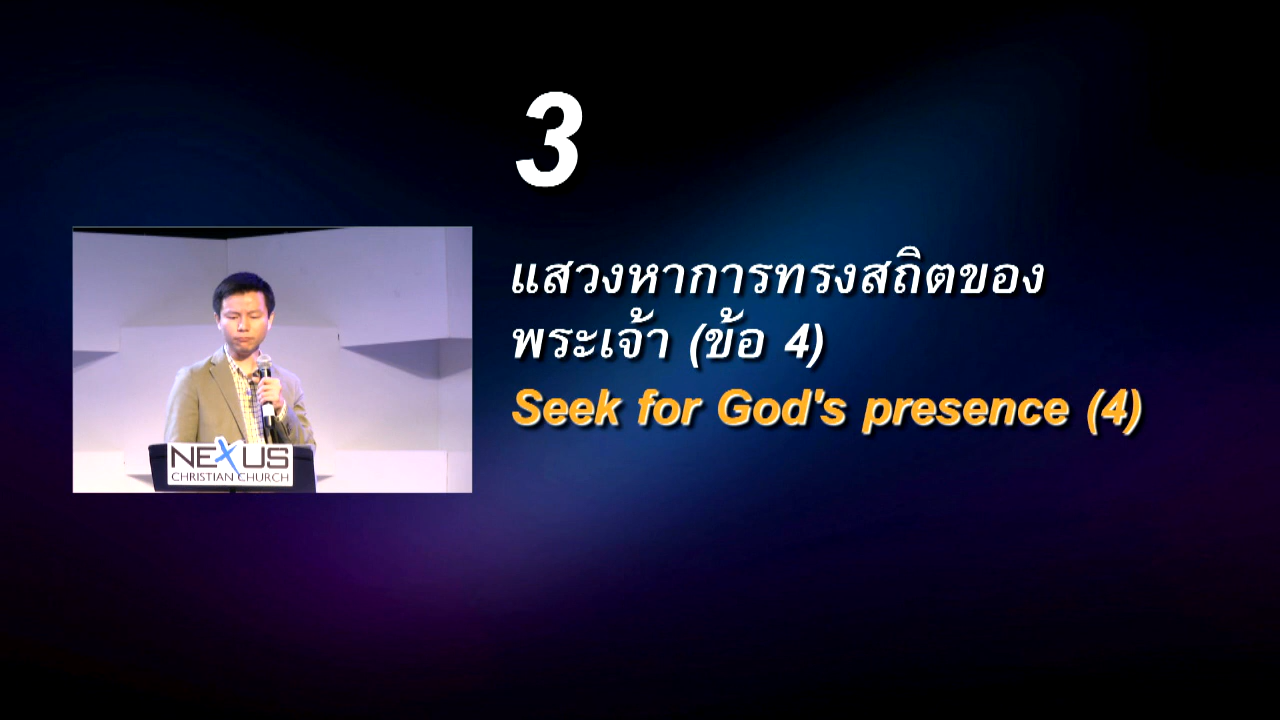 3
แสวงหาการทรงสถิตของ
พระเจ้า (ข้อ 4)
Seek for God's presence (4)
NEXUS
CHRISTIAN CHURCH